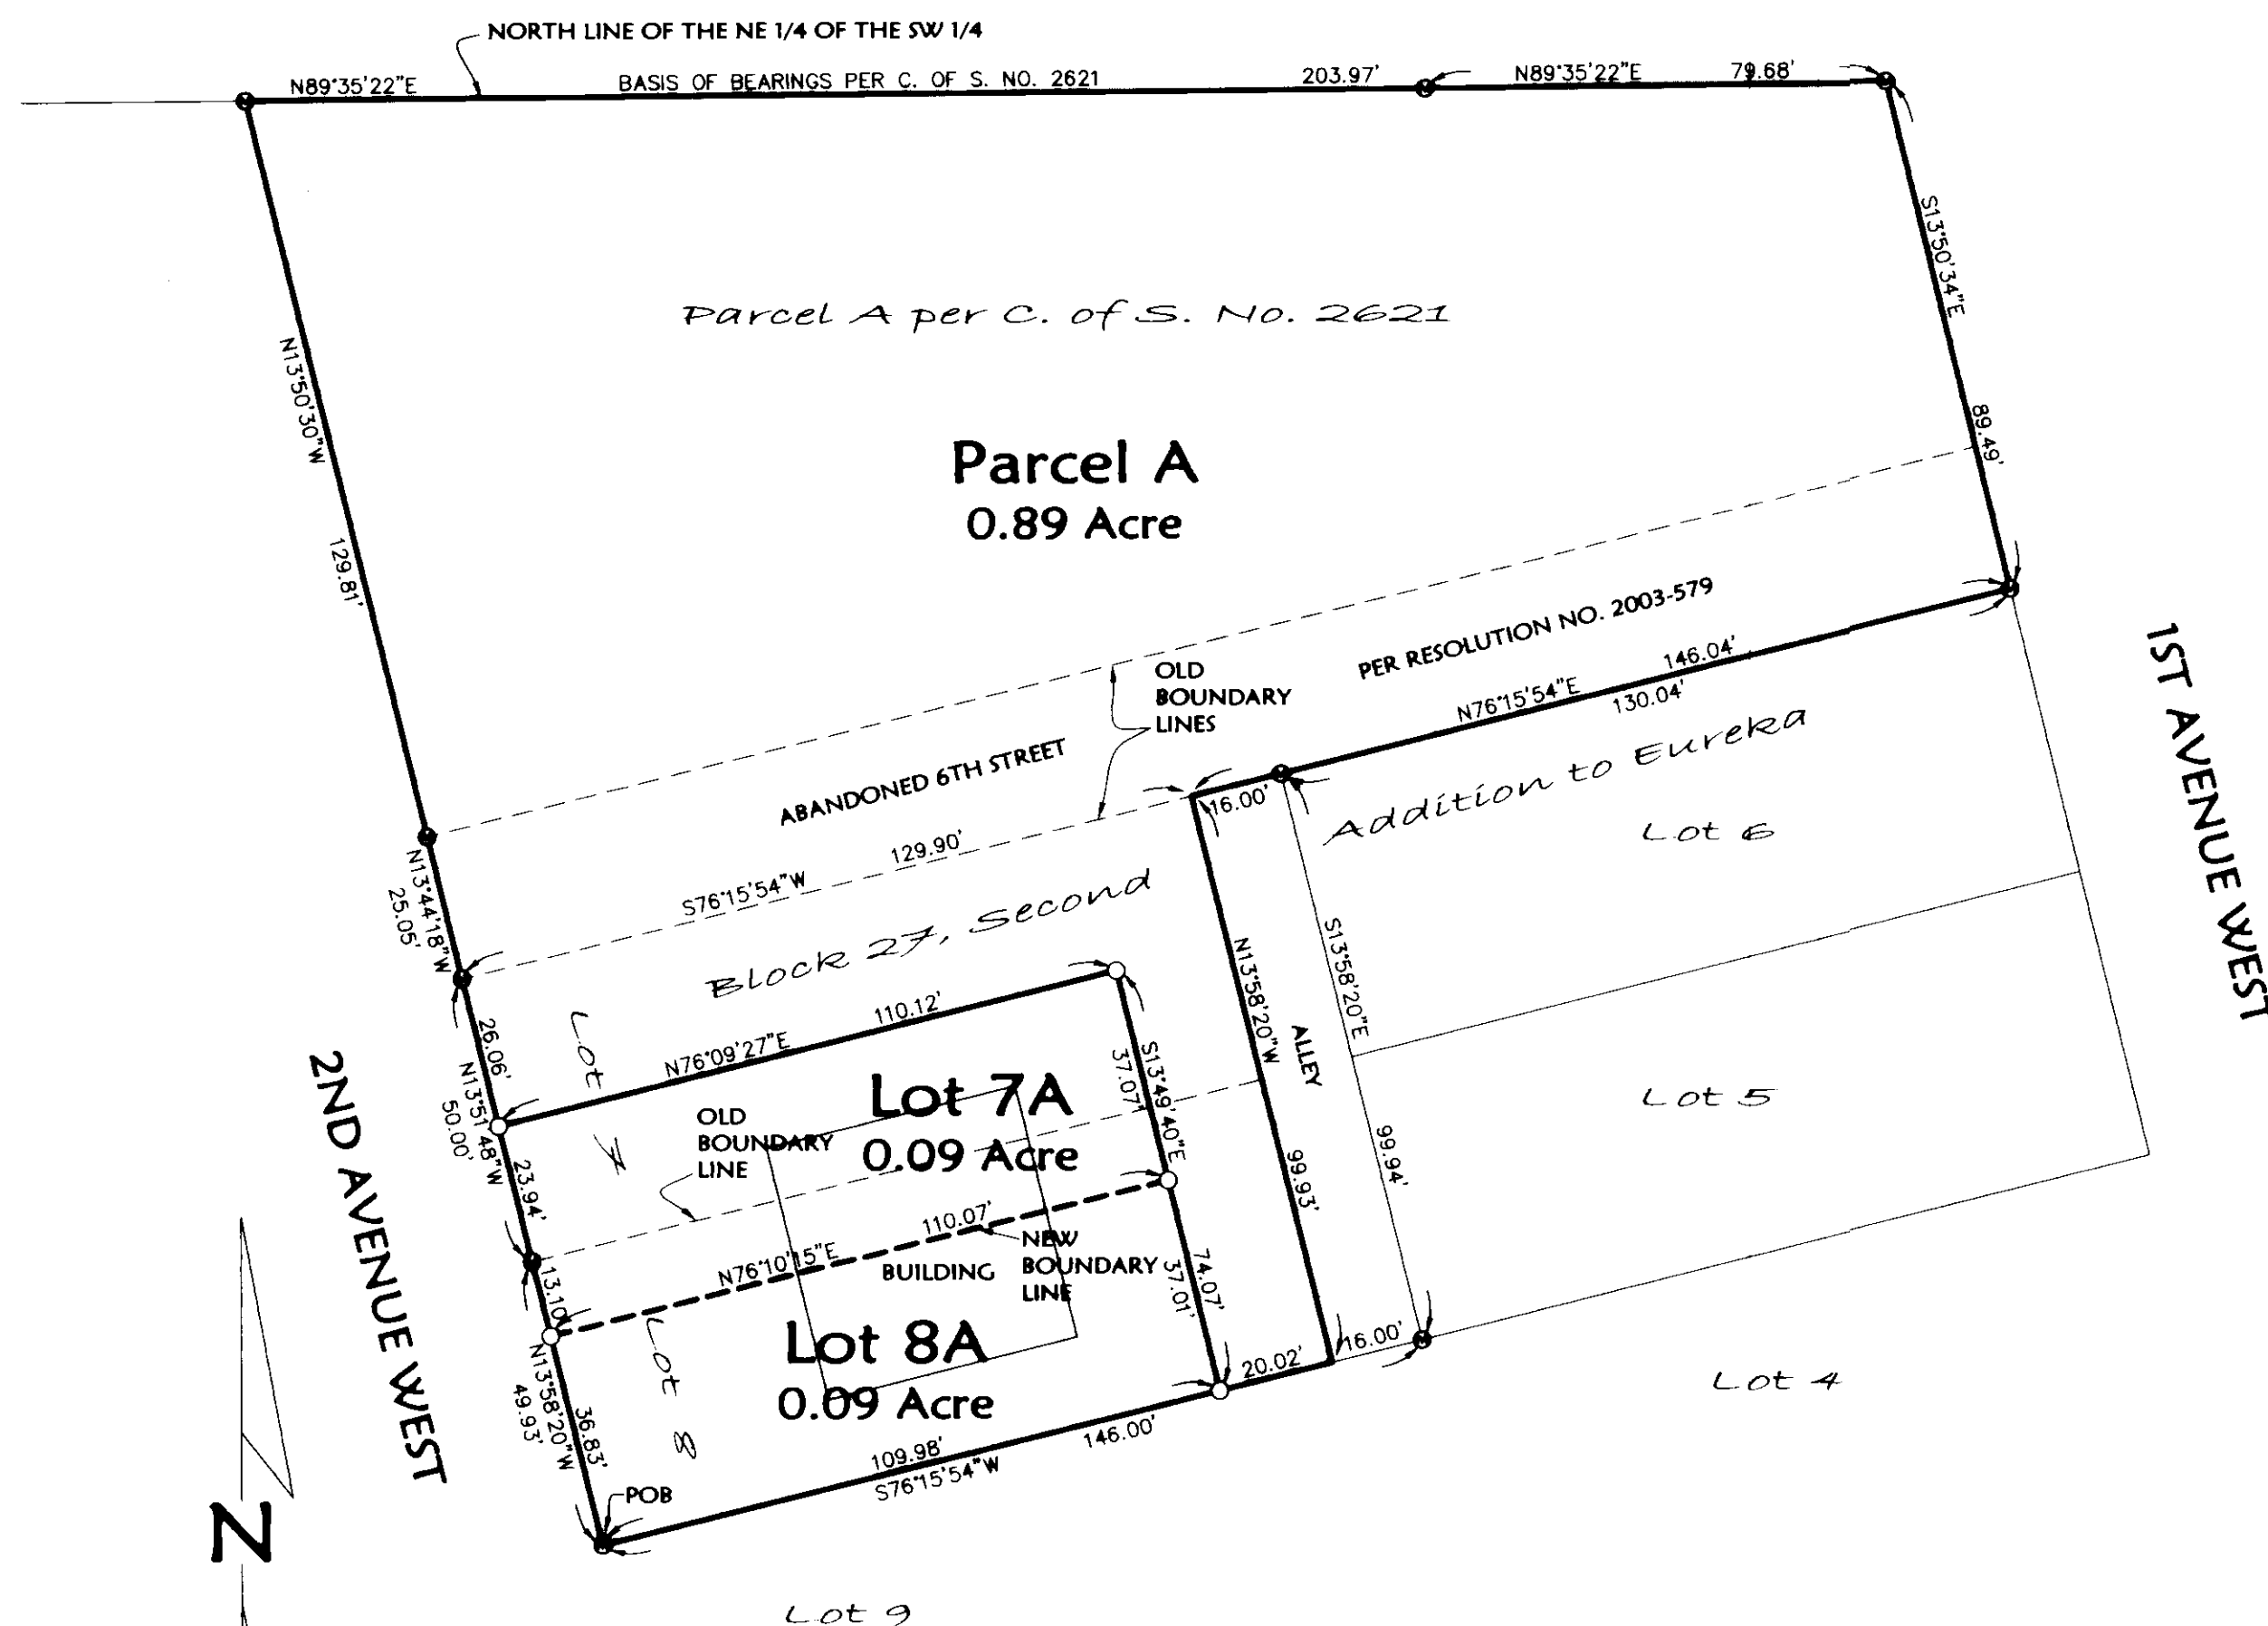 NORTH LINE OF THE NE 1/4 OF THE SW 1/4
N89°35'22"E
BASIS OF BEARINGS PER C. OF S. NO. 2621
203.97'
N89°35'22"E
79.68'
S13°50'34"E
89.49'
Parcel A per C. of S. No. 2621
N13°50'30"W
129.81'
Parcel A
0.89 Acre
PER RESOLUTION NO. 2003-579
146.04'
N76°15'54"E
130.04'
OLD
BOUNDARY
LINES
ABANDONED 6TH STREET
16.00'
Addition to Eureka
Lot 6
1ST AVENUE WEST
N13°44'18"W
25.05'
129.90'
S76°15'54"W
Block 27, Second
S13°58'20"E
99.94'
N13°58'20"W
99.93'
ALLEY
26.06'
N13°51'48"W
50.00'
23.94'
Lot 7
110.12'
N76°09'27"E
S13°49'40"E
37.07'
Lot 7A
0.09 Acre
OLD
BOUNDARY
LINE
Lot 5
2ND AVENUE WEST
110.07'
N76°10'15"E
NEW
BOUNDARY
LINE
BUILDING
74.07'
37.01'
13.10'
N13°58'20"W
49.93'
36.83'
Lot 8
Lot 8A
0.09 Acre
20.02'
16.00'
Lot 4
109.98'
146.00'
S76°15'54"W
POB
N
Lot 9